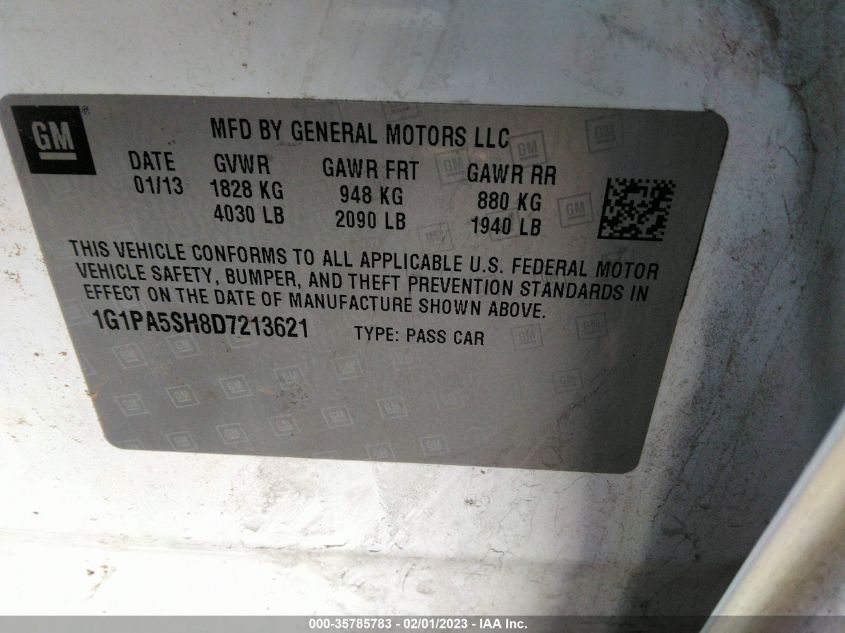 GM ®
MFD BY GENERAL MOTORS LLC
DATE GVWR GAWR FRT GAWR RR
01/13 1828 KG 948 KG 880 KG
4030 LB 2090 LB 1940 LB
THIS VEHICLE CONFORMS TO ALL APPLICABLE U.S. FEDERAL MOTOR
VEHICLE SAFETY, BUMPER, AND THEFT PREVENTION STANDARDS IN
EFFECT ON THE DATE OF MANUFACTURE SHOWN ABOVE.
1G1PA5SH8D7213621 TYPE: PASS CAR
000-35785783 - 02/01/2023 - IAA Inc.